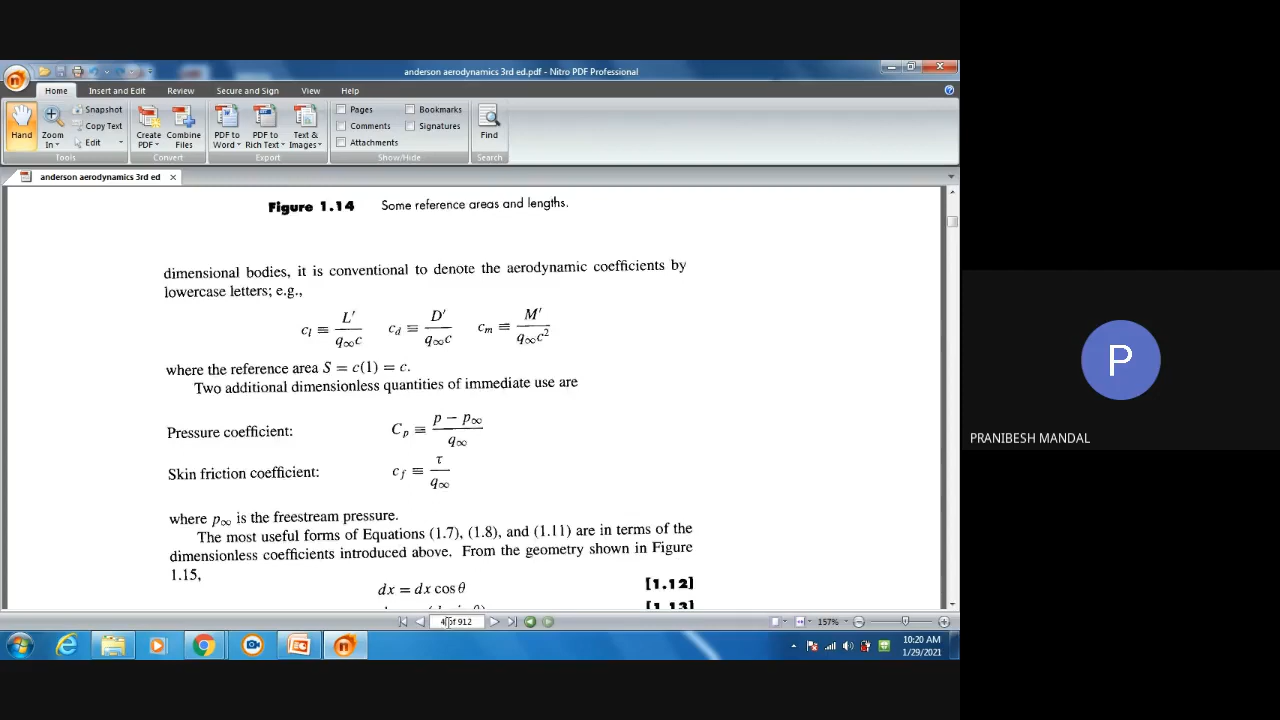 anderson aerodynamics 3rd ed.pdf - Nitro PDF Professional
Home Insert and Edit Review Secure and Sign View Help
Hand
Zoom In
Snapshot
Copy Text
Edit
Tools
Create PDF
Combine Files
Convert
PDF to Word
PDF to Rich Text
Text & Images
Export
Pages
Comments
Attachments
Bookmarks
Signatures
Show/Hide
Find
Search
anderson aerodynamics 3rd ed
Figure 1.14 Some reference areas and lengths.
dimensional bodies, it is conventional to denote the aerodynamic coefficients by
lowercase letters; e.g.,
c_l ≡ L′/(q∞c) c_d ≡ D′/(q∞c) c_m ≡ M′/(q∞c²)
where the reference area S = c(1) = c.
Two additional dimensionless quantities of immediate use are
Pressure coefficient: C_p ≡ (p − p∞)/q∞
Skin friction coefficient: c_f ≡ τ/q∞
where p∞ is the freestream pressure.
The most useful forms of Equations (1.7), (1.8), and (1.11) are in terms of the
dimensionless coefficients introduced above. From the geometry shown in Figure
1.15,
dx = dx cos θ [1.12]
[1.13]
of 912
157%
10:20 AM
1/29/2021
P
PRANIBESH MANDAL